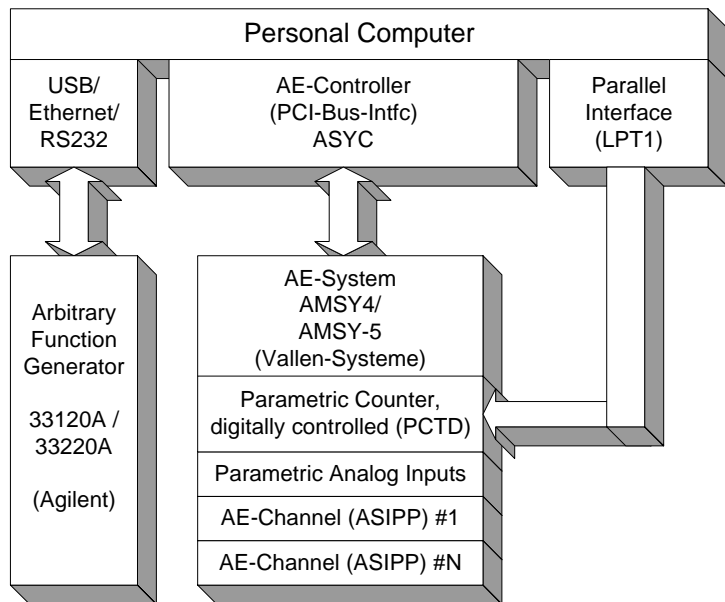 Personal Computer
USB/
Ethernet/
RS232
AE-Controller
(PCI-Bus-Intfc)
ASYC
Parallel
Interface
(LPT1)
Arbitrary
Function
Generator
33120A /
33220A
(Agilent)
AE-System
AMSY4/
AMSY-5
(Vallen-Systeme)
Parametric Counter,
digitally controlled (PCTD)
Parametric Analog Inputs
AE-Channel (ASIPP) #1
AE-Channel (ASIPP) #N